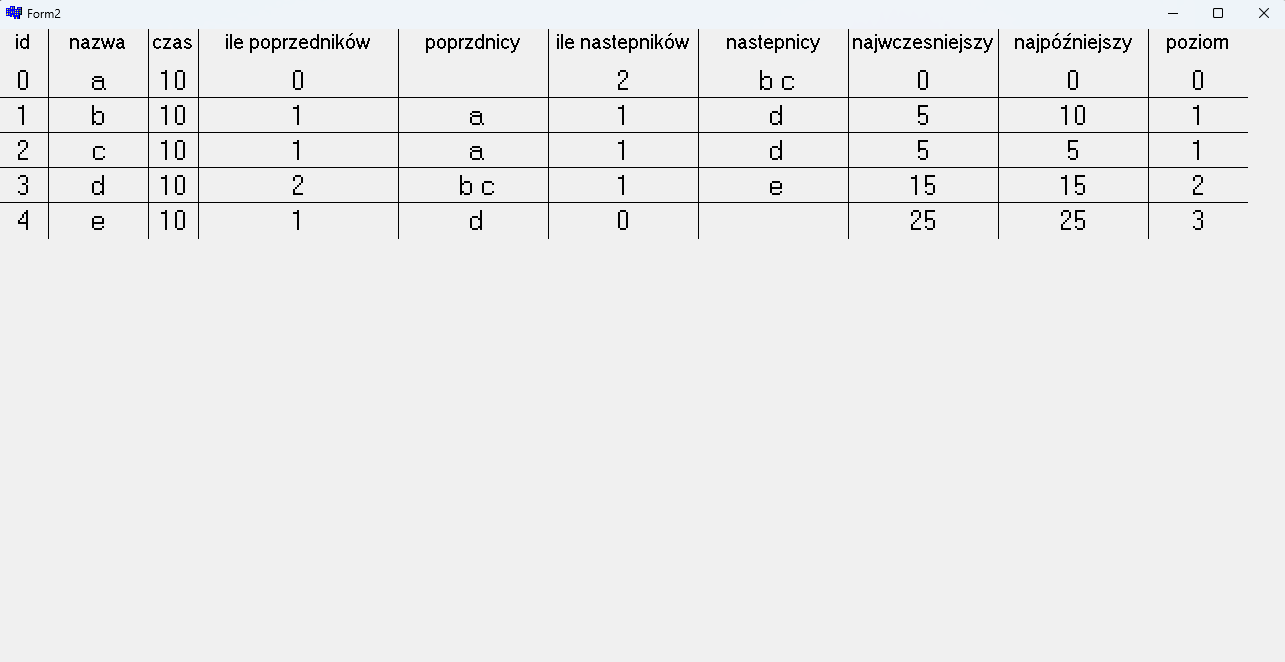 Form2
id nazwa czas ile poprzedników poprzdnicy ile nastepników nastepnicy najwczesniejszy najpóźniejszy poziom
0 a 10 0 2 b c 0 0 0
1 b 10 1 a 1 d 5 10 1
2 c 10 1 a 1 d 5 5 1
3 d 10 2 b c 1 e 15 15 2
4 e 10 1 d 0 25 25 3